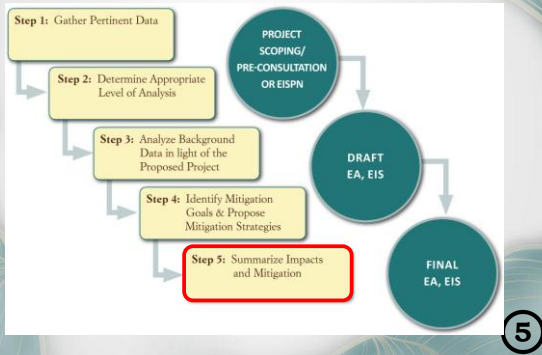 Step 1: Gather Pertinent Data
Step 2: Determine Appropriate
Level of Analysis
Step 3: Analyze Background
Data in light of the
Proposed Project
Step 4: Identify Mitigation
Goals & Propose
Mitigation Strategies
Step 5: Summarize Impacts
and Mitigation
PROJECT
SCOPING/
PRE-CONSULTATION
OR EISPN
DRAFT
EA, EIS
FINAL
EA, EIS
5